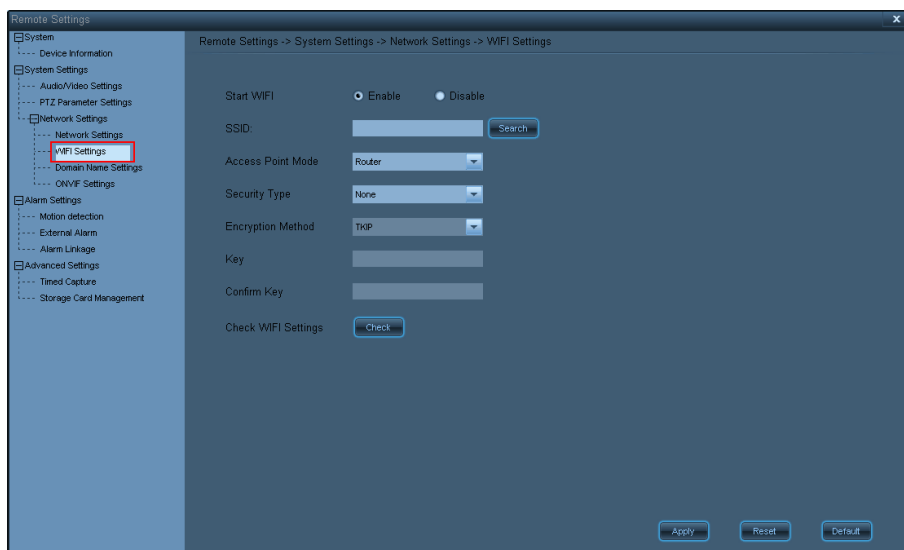 Remote Settings
X
System
Device Information
System Settings
Audio/Video Settings
PTZ Parameter Settings
Network Settings
Network Settings
WIFI Settings
Domain Name Settings
ONVIF Settings
Alarm Settings
Motion detection
External Alarm
Alarm Linkage
Advanced Settings
Timed Capture
Storage Card Management
Remote Settings -> System Settings -> Network Settings -> WIFI Settings
Start WIFI Enable Disable
SSID: Search
Access Point Mode Router
Security Type None
Encryption Method TKIP
Key
Confirm Key
Check WIFI Settings Check
Apply Reset Default